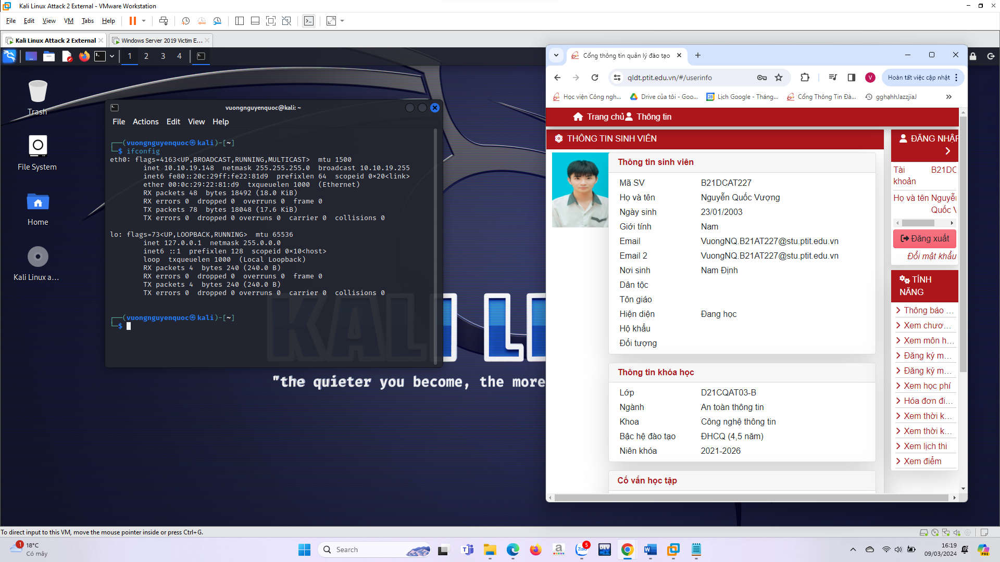 Kali Linux Attack 2 External - VMware Workstation
File Edit View VM Tabs Help
Kali Linux Attack 2 External
Windows Server 2019 Victim E...
1 2 3 4
Trash
File System
Home
Kali Linux a...
vuongnguyenquoc@kali: ~
File Actions Edit View Help
┌──(vuongnguyenquoc㉿kali)-[~]
└─$ ifconfig
eth0: flags=4163<UP,BROADCAST,RUNNING,MULTICAST>  mtu 1500
        inet 10.10.19.148  netmask 255.255.255.0  broadcast 10.10.19.255
        inet6 fe80::20c:29ff:fe22:81d9  prefixlen 64  scopeid 0×20<link>
        ether 00:0c:29:22:81:d9  txqueuelen 1000  (Ethernet)
        RX packets 48  bytes 18492 (18.0 KiB)
        RX errors 0  dropped 0  overruns 0  frame 0
        TX packets 78  bytes 18048 (17.6 KiB)
        TX errors 0  dropped 0 overruns 0  carrier 0  collisions 0
lo: flags=73<UP,LOOPBACK,RUNNING>  mtu 65536
        inet 127.0.0.1  netmask 255.0.0.0
        inet6 ::1  prefixlen 128  scopeid 0×10<host>
        loop  txqueuelen 1000  (Local Loopback)
        RX packets 4  bytes 240 (240.0 B)
        RX errors 0  dropped 0  overruns 0  frame 0
        TX packets 4  bytes 240 (240.0 B)
        TX errors 0  dropped 0 overruns 0  carrier 0  collisions 0
┌──(vuongnguyenquoc㉿kali)-[~]
└─$
KALI LI
"the quieter you become, the more
Cổng thông tin quản lý đào tạo
qldt.ptit.edu.vn/#/userinfo
V
Hoàn tất việc cập nhật
Học viện Công ngh...
Drive của tôi - Goo...
28
Lịch Google - Tháng...
Cổng Thông Tin Đà...
gghạhhJazzjiaJ
Trang chủ
Thông tin
THÔNG TIN SINH VIÊN
Thông tin sinh viên
Mã SV B21DCAT227
Họ và tên Nguyễn Quốc Vượng
Ngày sinh 23/01/2003
Giới tính Nam
Email VuongNQ.B21AT227@stu.ptit.edu.vn
Email 2 VuongNQ.B21AT227@stu.ptit.edu.vn
Nơi sinh Nam Định
Dân tộc
Tôn giáo
Hiện diện Đang học
Hộ khẩu
Đối tượng
Thông tin khóa học
Lớp D21CQAT03-B
Ngành An toàn thông tin
Khoa Công nghệ thông tin
Bậc hệ đào tạo ĐHCQ (4,5 năm)
Niên khóa 2021-2026
Cố vấn học tập
ĐĂNG NHẬP
Tài khoản B21DC
Họ và tên Nguyễn
Quốc V
Đăng xuất
Đổi mật khẩu
TÍNH
NĂNG
Thông báo ...
Xem chươ...
Xem môn h...
Đăng ký m...
Đăng ký m...
Xem học phí
Hóa đơn đi...
Xem thời k...
Xem thời k...
Xem lịch thi
Xem điểm
To direct input to this VM, move the mouse pointer inside or press Ctrl+G.
1
18°C
Có mây
Search
a
Zalo
5
DEV
W
PRE
16:19
09/03/2024